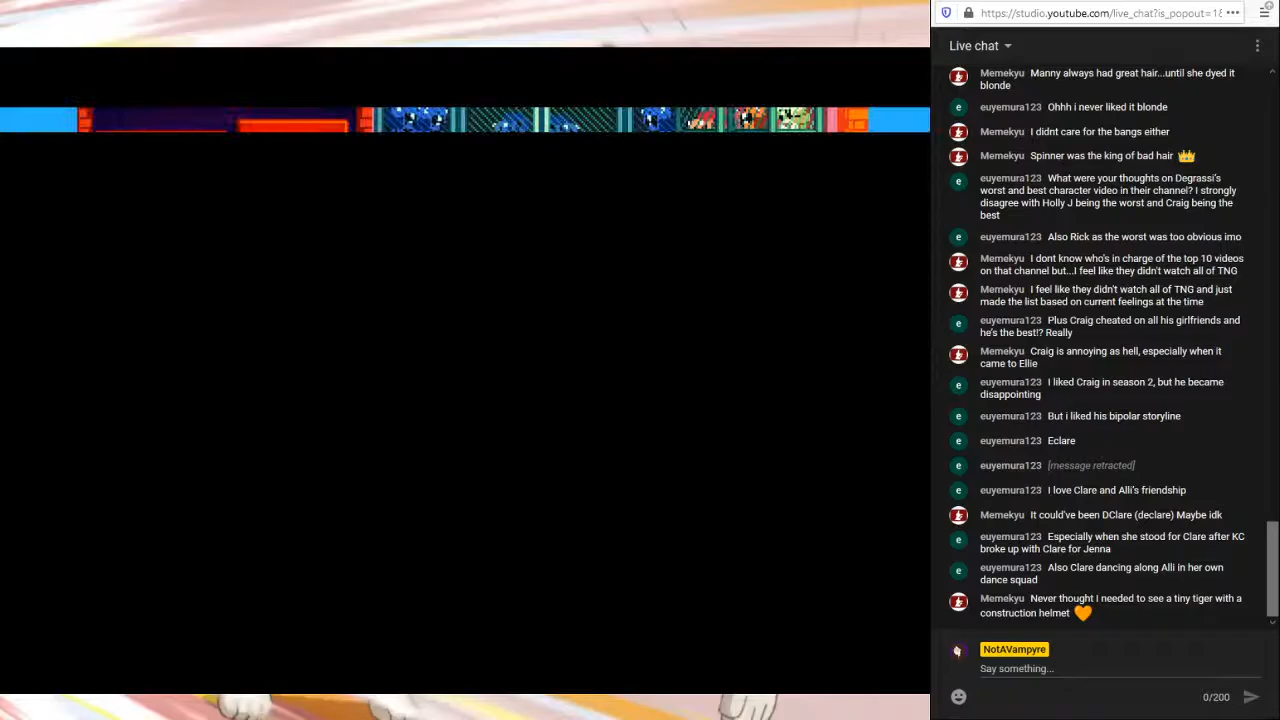 https://studio.youtube.com/live_chat?is_popout=1&
Live chat
Memekyu Manny always had great hair...until she dyed it
blonde
euyemura123 Ohhh i never liked it blonde
Memekyu I didnt care for the bangs either
Memekyu Spinner was the king of bad hair 👑
euyemura123 What were your thoughts on Degrassi's
worst and best character video in their channel? I strongly
disagree with Holly J being the worst and Craig being the
best
euyemura123 Also Rick as the worst was too obvious imo
Memekyu I dont know who's in charge of the top 10 videos
on that channel but...I feel like they didn't watch all of TNG
Memekyu I feel like they didn't watch all of TNG and just
made the list based on current feelings at the time
euyemura123 Plus Craig cheated on all his girlfriends and
he's the best!? Really
Memekyu Craig is annoying as hell, especially when it
came to Ellie
euyemura123 I liked Craig in season 2, but he became
disappointing
euyemura123 But i liked his bipolar storyline
euyemura123 Eclare
euyemura123 [message retracted]
euyemura123 I love Clare and Alli's friendship
Memekyu It could've been DClare (declare) Maybe idk
euyemura123 Especially when she stood for Clare after KC
broke up with Clare for Jenna
euyemura123 Also Clare dancing along Alli in her own
dance squad
Memekyu Never thought I needed to see a tiny tiger with a
construction helmet 🧡
NotAVampyre
Say something...
0/200